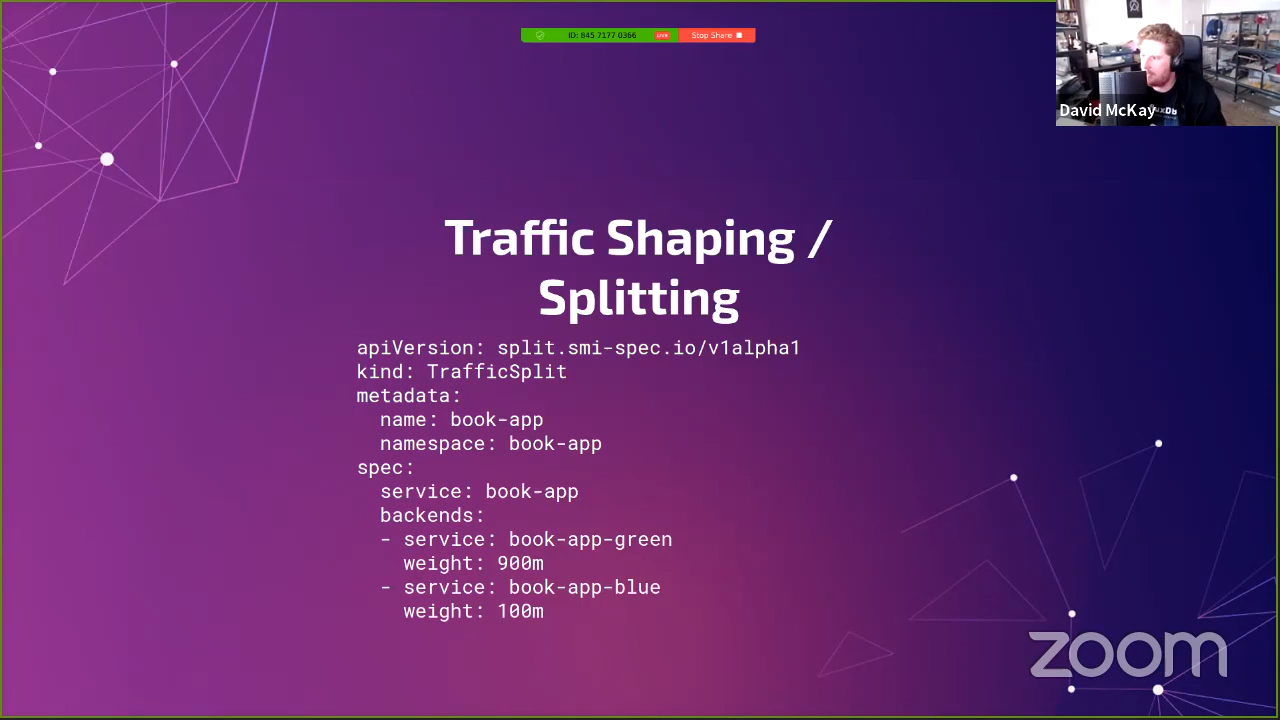 ID: 845 7177 0366 LIVE Stop Share
David McKay
Traffic Shaping /
Splitting
apiVersion: split.smi-spec.io/v1alpha1
kind: TrafficSplit
metadata:
  name: book-app
  namespace: book-app
spec:
  service: book-app
  backends:
  - service: book-app-green
    weight: 900m
  - service: book-app-blue
    weight: 100m
zoom